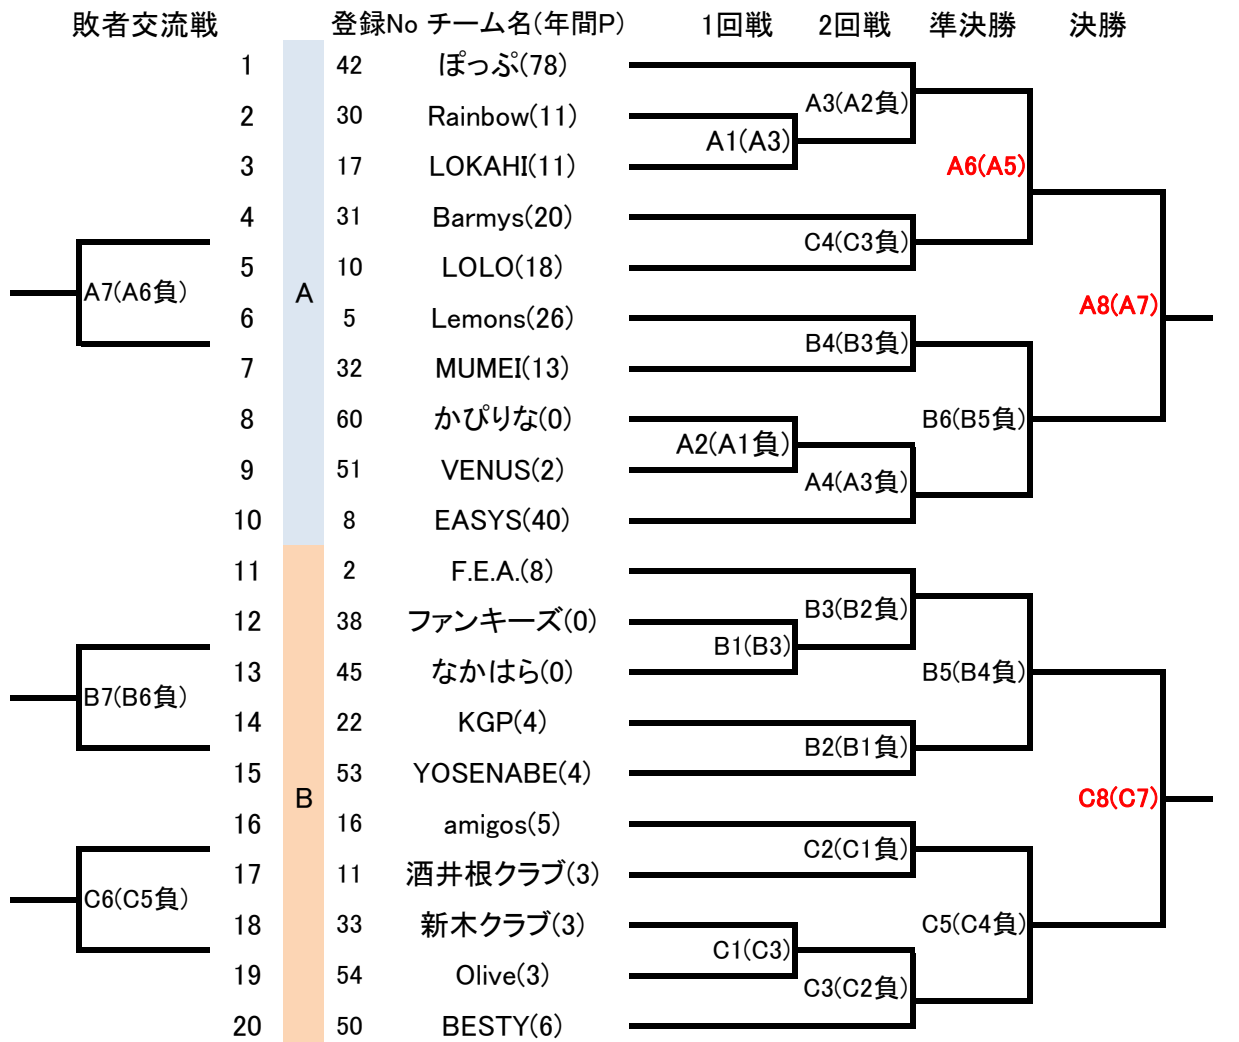 敗者交流戦 登録No チーム名(年間P) 1回戦 2回戦 準決勝 決勝
1 42 ぽっぷ(78)
A3(A2負)
2 30 Rainbow(11)
A1(A3)
3 17 LOKAHI(11) A6(A5)
4 31 Barmys(20)
C4(C3負)
5 10 LOLO(18)
A7(A6負) A A8(A7)
6 5 Lemons(26)
B4(B3負)
7 32 MUMEI(13)
8 60 かぴりな(0) B6(B5負)
A2(A1負)
9 51 VENUS(2)
A4(A3負)
10 8 EASYS(40)
11 2 F.E.A.(8)
B3(B2負)
12 38 ファンキーズ(0)
B1(B3)
13 45 なかはら(0) B5(B4負)
B7(B6負)
14 22 KGP(4)
B2(B1負)
15 53 YOSENABE(4)
B C8(C7)
16 16 amigos(5)
C2(C1負)
17 11 酒井根クラブ(3)
C6(C5負)
18 33 新木クラブ(3) C5(C4負)
C1(C3)
19 54 Olive(3)
C3(C2負)
20 50 BESTY(6)